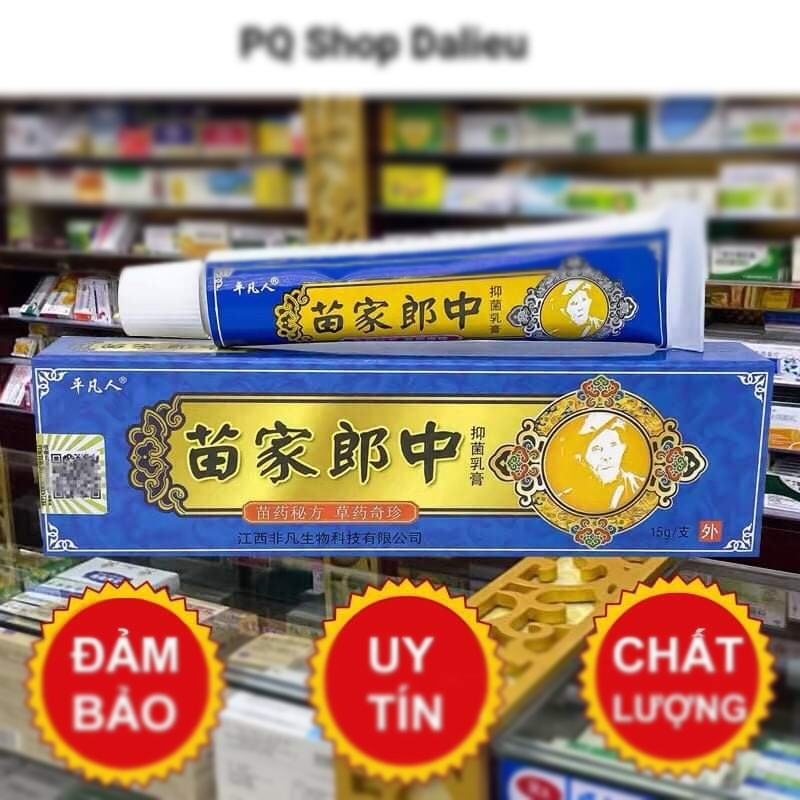 PQ Shop Dalieu
平凡人®
苗家郎中
抑菌乳膏
平凡人®
苗家郎中
抑菌乳膏
苗药秘方 草药奇珍
江西非凡生物科技有限公司
15g/支
外
ĐẢM
BẢO
UY
TÍN
CHẤT
LƯỢNG